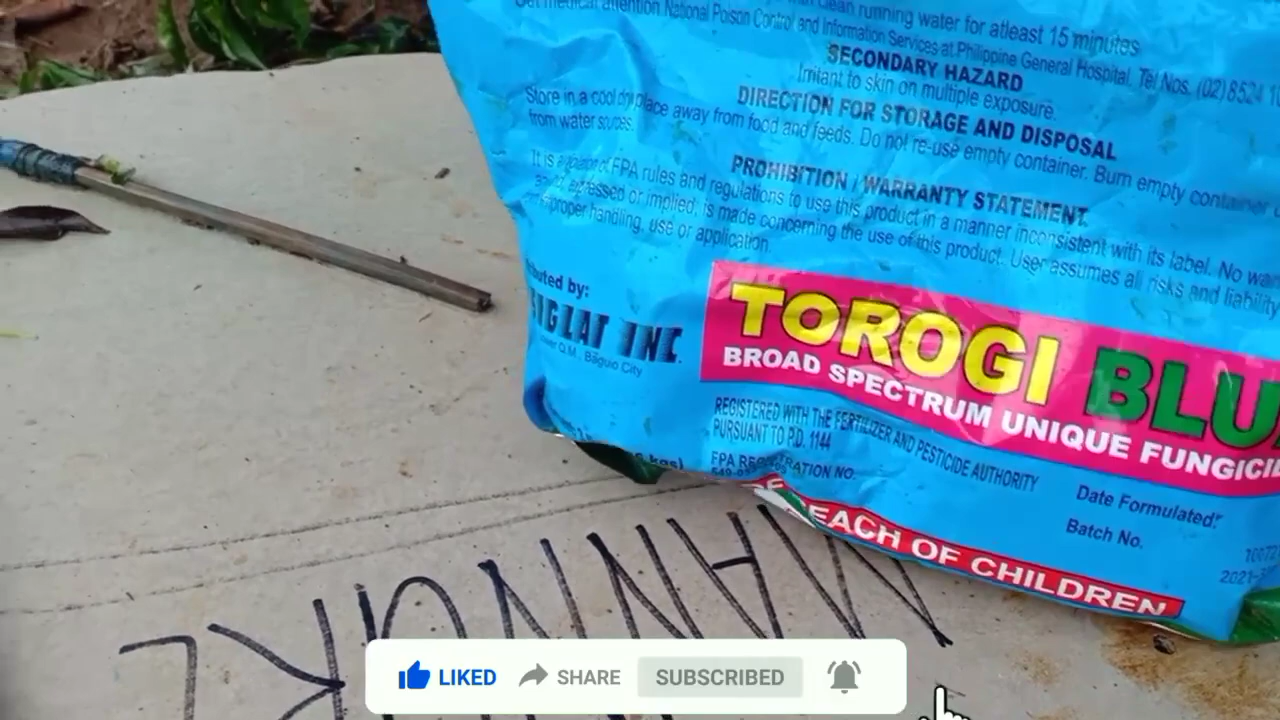 clean running water for atleast 15 minutes
Get medical attention National Poison Control and Information Services at Philippine General Hospital, Tel Nos. (02) 8524
SECONDARY HAZARD
Irritant to skin on multiple exposure.
DIRECTION FOR STORAGE AND DISPOSAL
Store in a cool dry place away from food and feeds. Do not re-use empty container. Burn empty container
from water
PROHIBITION / WARRANTY STATEMENT
It is a of FPA rules and regulations to use this product in a manner inconsistent with its label. No
expressed or implied, is made concerning the use of this product. User assumes all risks and liability
handling, use or application.
by:
INC.
Q.M., Baguio City
TOROGI
BROAD SPECTRUM UNIQUE
REGISTERED WITH THE FERTILIZER AND PESTICIDE AUTHORITY
PURSUANT TO P.D. 1144
FPA REGISTRATION NO.
Date Formulated:
Batch No.
kgs)
REACH OF CHILDREN
LIKED SHARE SUBSCRIBED